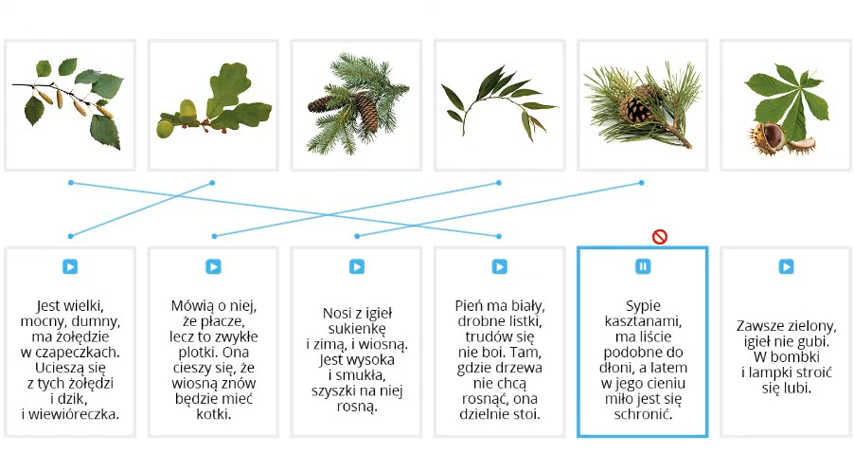 Jest wielki,
mocny, dumny,
ma żołędzie
w czapeczkach.
Ucieszą się
z tych żołędzi
i dzik,
i wiewióreczka.
Mówią o niej,
że płacze,
lecz to zwykłe
plotki. Ona
cieszy się, że
wiosną znów
będzie mieć
kotki.
Nosi z igieł
sukienkę
i zimą, i wiosną.
Jest wysoka
i smukła,
szyszki na niej
rosną.
Pień ma biały,
drobne listki,
trudów się
nie boi. Tam,
gdzie drzewa
nie chcą
rosnąć, ona
dzielnie stoi.
Sypie
kasztanami,
ma liście
podobne do
dłoni, a latem
w jego cieniu
miło jest się
schronić.
Zawsze zielony,
igieł nie gubi.
W bombki
i lampki stroić
się lubi.